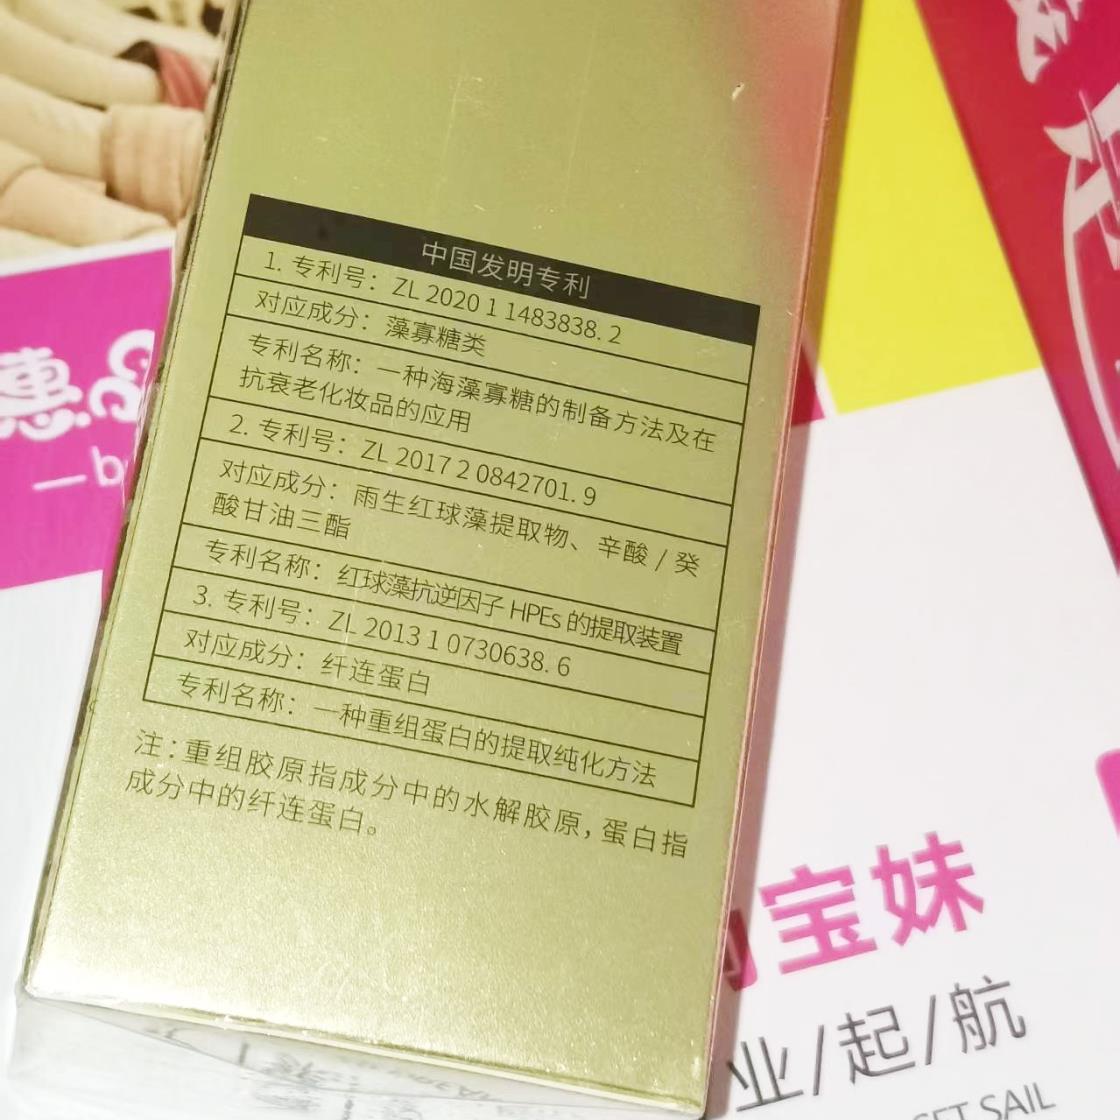 中国发明专利
1. 专利号：ZL 2020 1 1483838. 2
对应成分：藻寡糖类
专利名称：一种海藻寡糖的制备方法及在
抗衰老化妆品的应用
2. 专利号：ZL 2017 2 0842701. 9
对应成分：雨生红球藻提取物、辛酸 / 癸
酸甘油三酯
专利名称：红球藻抗逆因子 HPEs 的提取装置
3. 专利号：ZL 2013 1 0730638. 6
对应成分：纤连蛋白
专利名称：一种重组蛋白的提取纯化方法
注：重组胶原指成分中的水解胶原，蛋白指
成分中的纤连蛋白。
惠
宝妹
业/起/航
SET SAIL